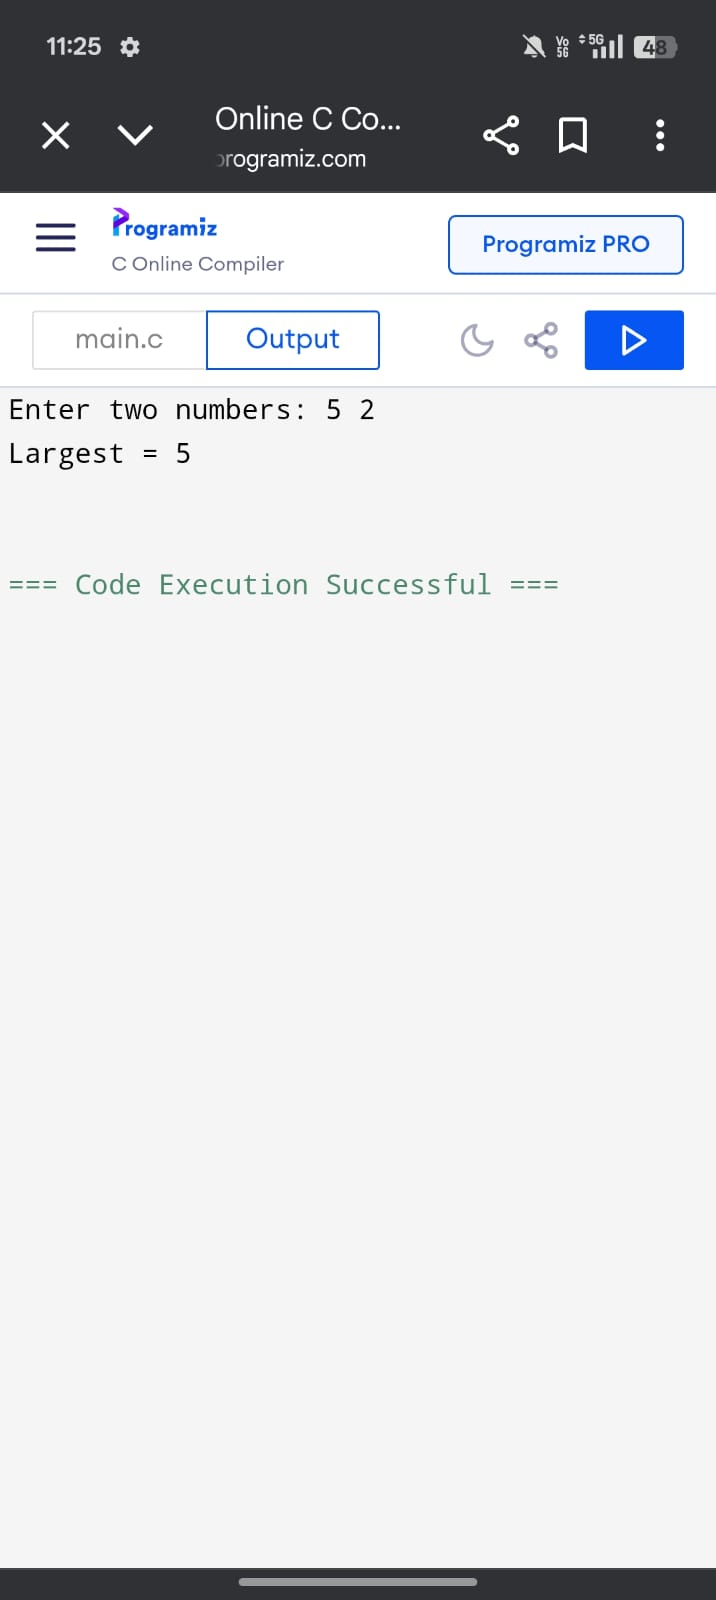 11:25
Vo 5G 5G 48
Online C Co...
programiz.com
Programiz
C Online Compiler
Programiz PRO
main.c
Output
Enter two numbers: 5 2
Largest = 5
=== Code Execution Successful ===